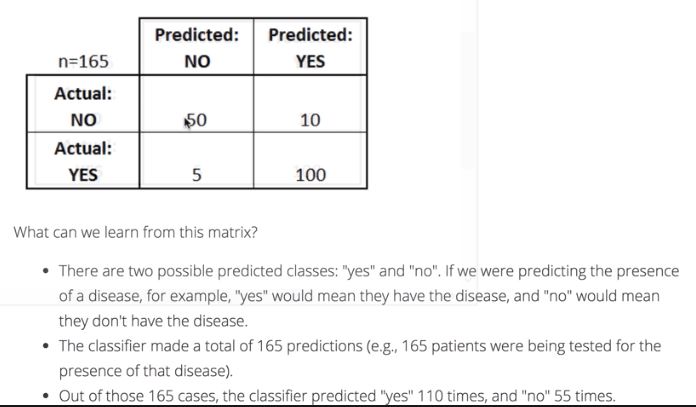 Predicted: Predicted:
n=165 NO YES
Actual:
NO 50 10
Actual:
YES 5 100
What can we learn from this matrix?
• There are two possible predicted classes: "yes" and "no". If we were predicting the presence
of a disease, for example, "yes" would mean they have the disease, and "no" would mean
they don't have the disease.
• The classifier made a total of 165 predictions (e.g., 165 patients were being tested for the
presence of that disease).
• Out of those 165 cases, the classifier predicted "yes" 110 times, and "no" 55 times.